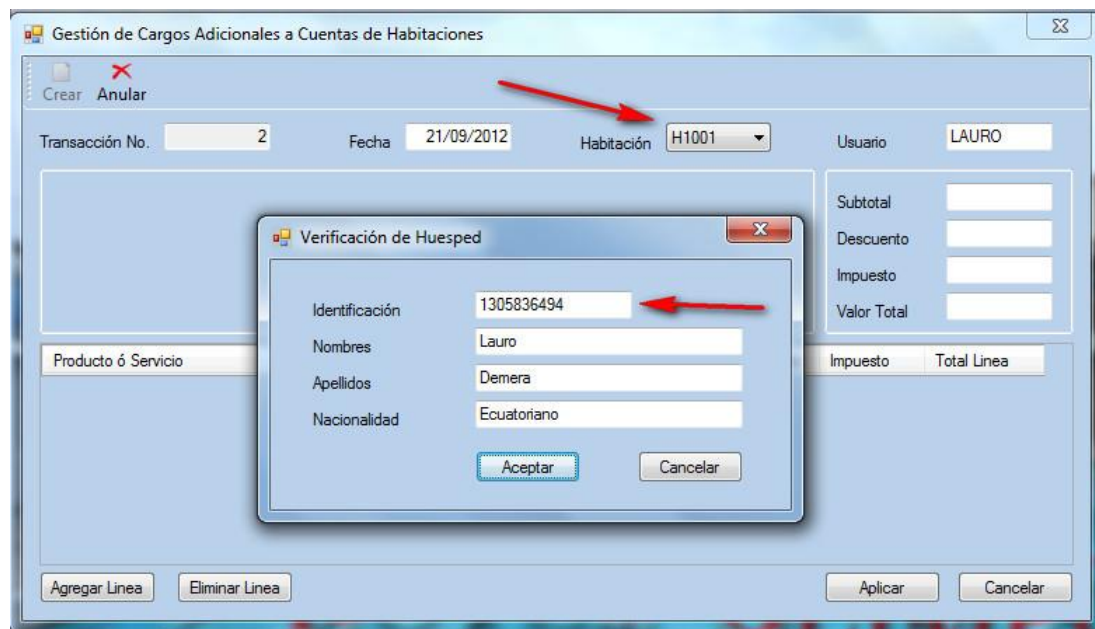 Gestión de Cargos Adicionales a Cuentas de Habitaciones
Crear Anular
Transacción No. 2 Fecha 21/09/2012 Habitación H1001 Usuario LAURO
Subtotal
Descuento
Impuesto
Valor Total
Verificación de Huesped
Identificación 1305836494
Nombres Lauro
Apellidos Demera
Nacionalidad Ecuatoriano
Aceptar Cancelar
Producto ó Servicio Impuesto Total Linea
Agregar Linea Eliminar Linea Aplicar Cancelar